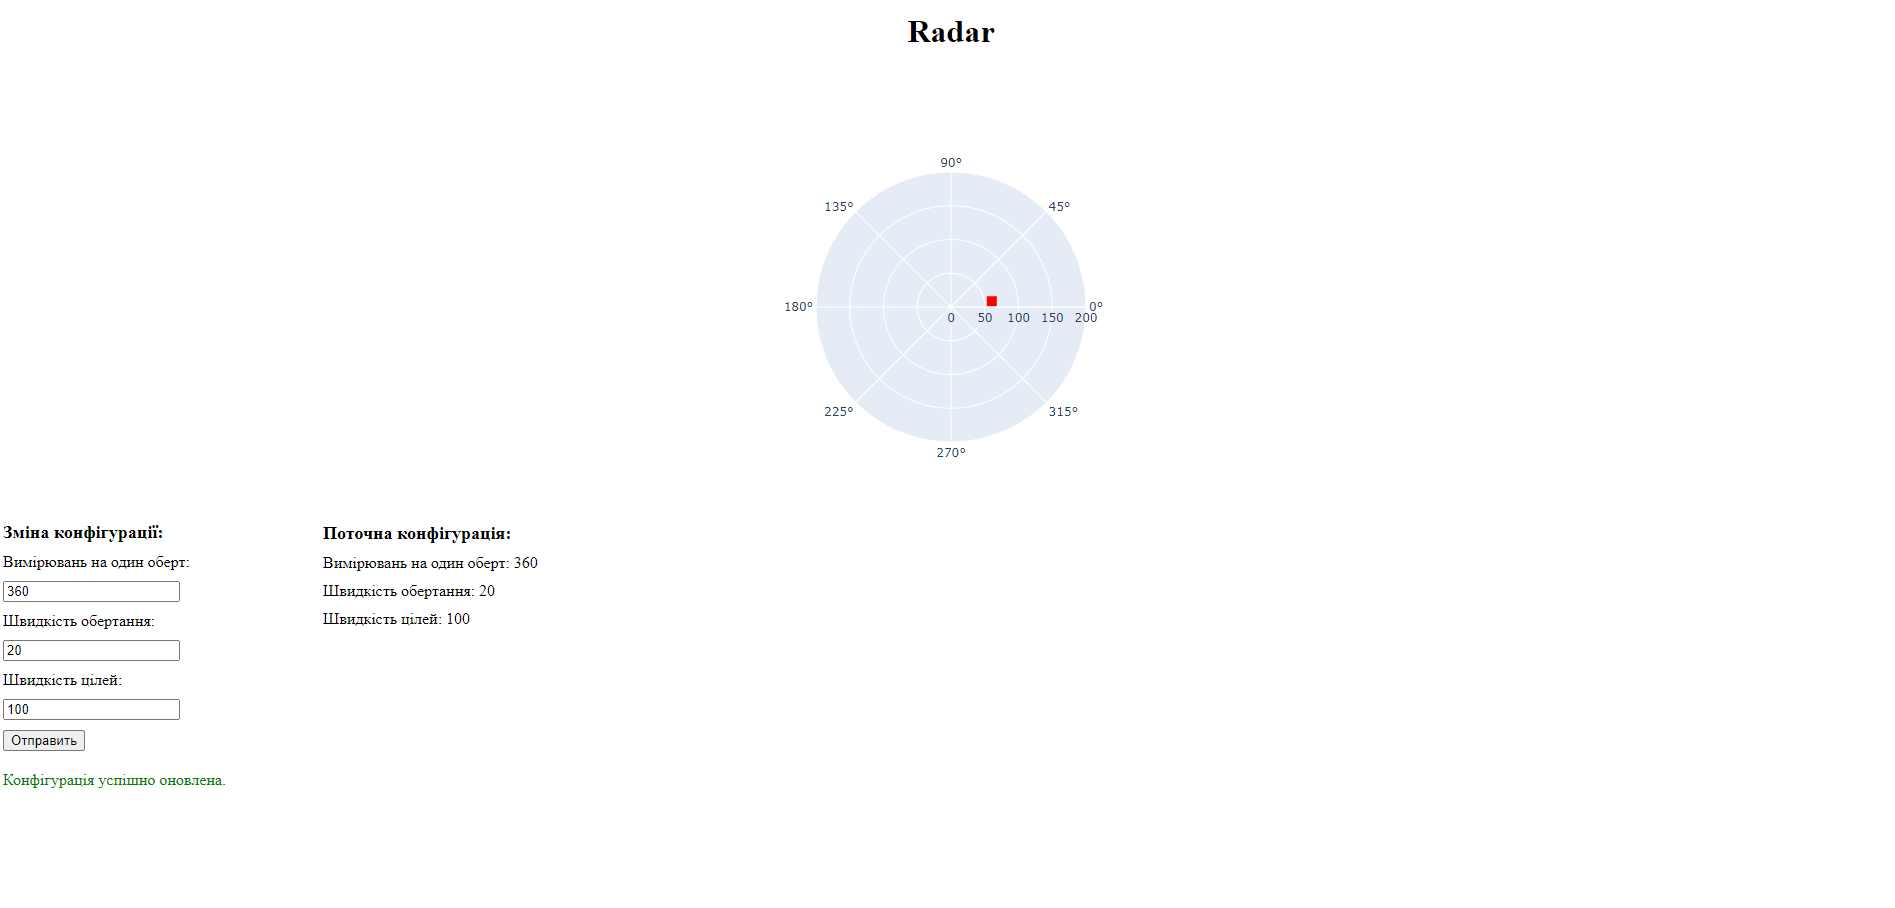 Radar
90°
135°
45°
180°
0°
0 50 100 150 200
225°
315°
270°
Зміна конфігурації:
Вимірювань на один оберт:
360
Швидкість обертання:
20
Швидкість цілей:
100
Отправить
Конфігурація успішно оновлена.
Поточна конфігурація:
Вимірювань на один оберт: 360
Швидкість обертання: 20
Швидкість цілей: 100